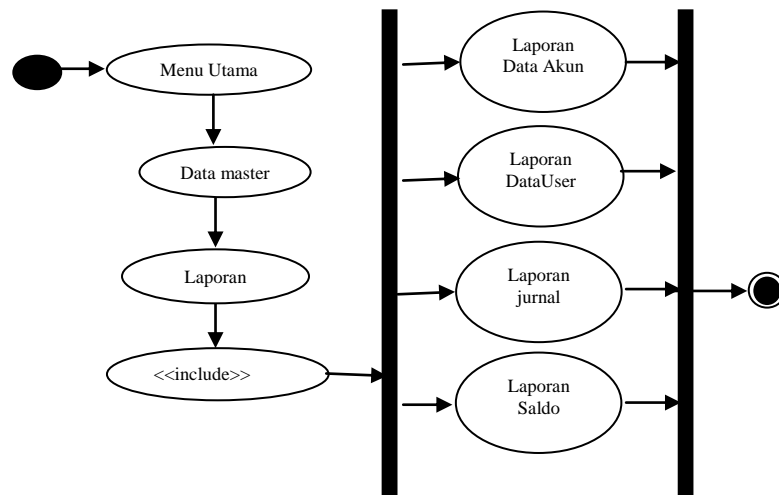 Menu Utama
Data master
Laporan
<<include>>
Laporan
Data Akun
Laporan
DataUser
Laporan
jurnal
Laporan
Saldo